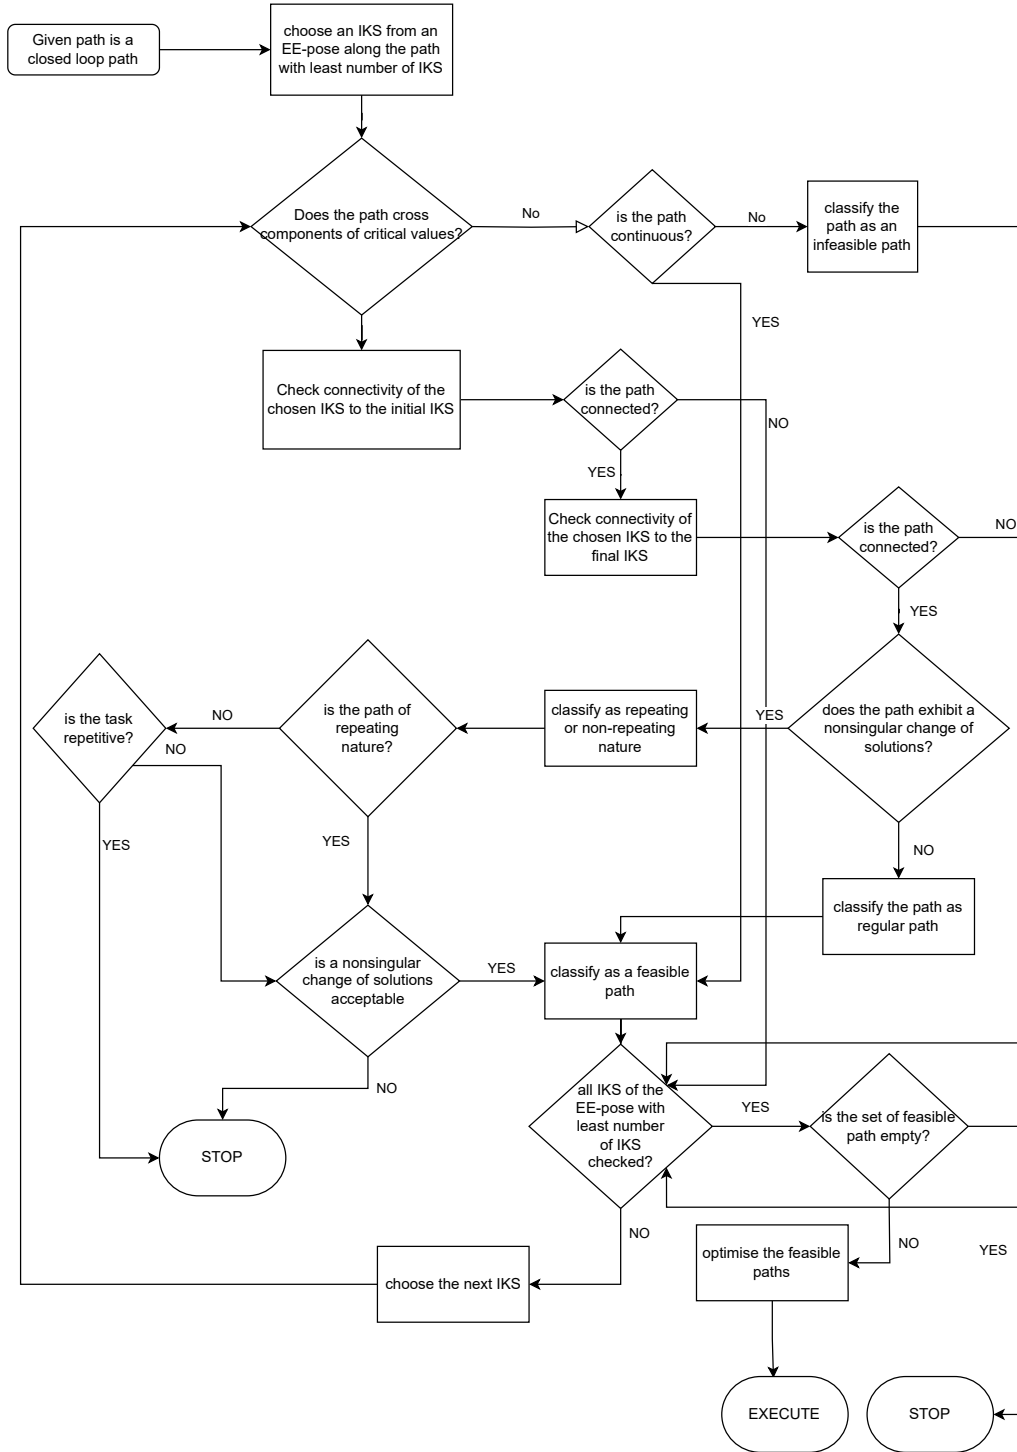 Given path is a
closed loop path
choose an IKS from an
EE-pose along the path
with least number of IKS
Does the path cross
components of critical values?
No
is the path
continuous?
No
classify the
path as an
infeasible path
YES
Check connectivity of the
chosen IKS to the initial IKS
is the path
connected?
NO
YES
Check connectivity of
the chosen IKS to the
final IKS
is the path
connected?
NO
YES
is the task
repetitive?
NO
NO
is the path of
repeating
nature?
classify as repeating
or non-repeating
nature
YES
does the path exhibit a
nonsingular change of
solutions?
YES
YES
NO
classify the path as
regular path
is a nonsingular
change of solutions
acceptable
YES
classify as a feasible
path
NO
STOP
all IKS of the
EE-pose with
least number
of IKS
checked?
YES
is the set of feasible
path empty?
NO
NO
YES
choose the next IKS
optimise the feasible
paths
EXECUTE
STOP